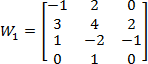 W₁ = [ -1 2 0
3 4 2
1 -2 -1
0 1 0 ]